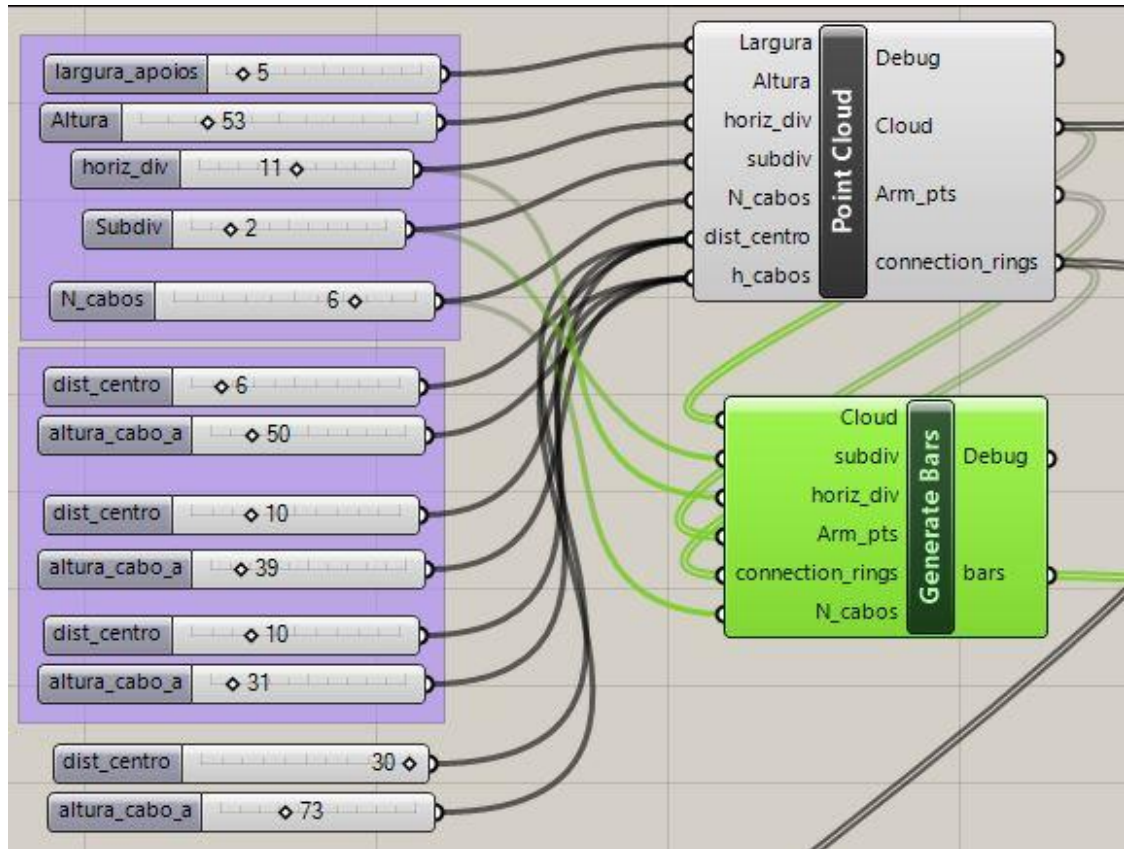 largura_apoios 5
Altura 53
horiz_div 11
Subdiv 2
N_cabos 6
dist_centro 6
altura_cabo_a 50
dist_centro 10
altura_cabo_a 39
dist_centro 10
altura_cabo_a 31
dist_centro 30
altura_cabo_a 73
Largura
Altura
horiz_div
subdiv
N_cabos
dist_centro
h_cabos
Point Cloud
Debug
Cloud
Arm_pts
connection_rings
Cloud
subdiv
horiz_div
Arm_pts
connection_rings
N_cabos
Generate Bars
Debug
bars